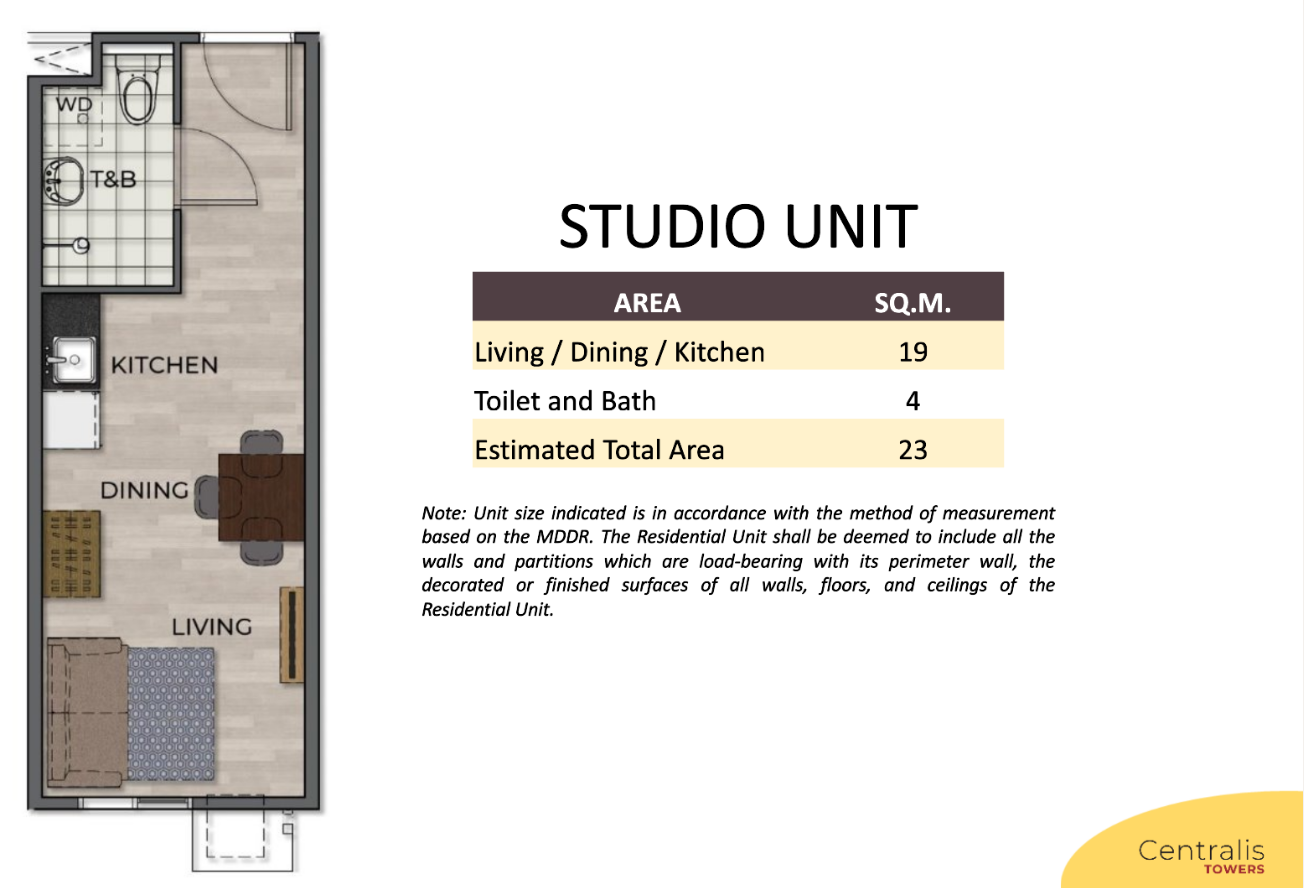 WD
T&B
KITCHEN
DINING
LIVING
STUDIO UNIT
AREA SQ.M.
Living / Dining / Kitchen 19
Toilet and Bath 4
Estimated Total Area 23
Note: Unit size indicated is in accordance with the method of measurement
based on the MDDR. The Residential Unit shall be deemed to include all the
walls and partitions which are load-bearing with its perimeter wall, the
decorated or finished surfaces of all walls, floors, and ceilings of the
Residential Unit.
Centralis
TOWERS